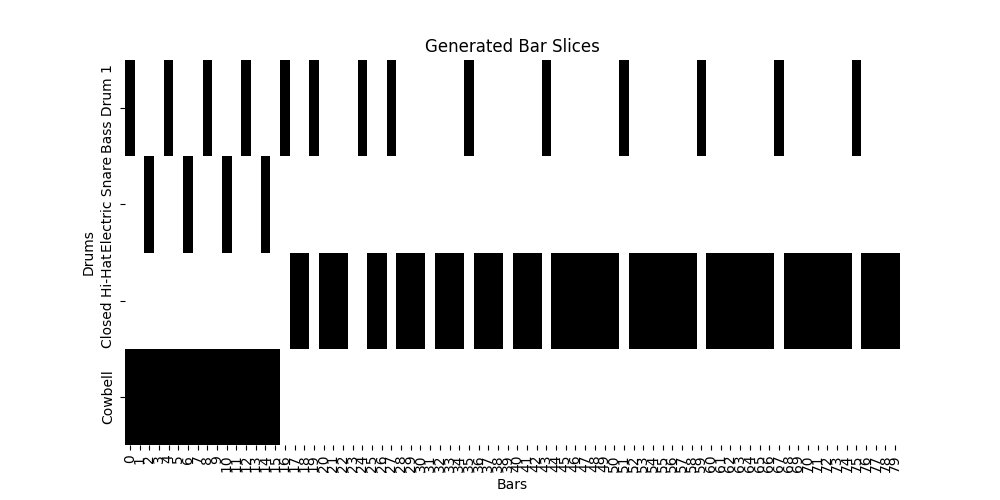 Generated Bar Slices
Bass Drum 1
Electric Snare
Closed Hi-Hat
Cowbell
Drums
0 1 2 3 4 5 6 7 8 9 10 11 12 13 14 15 16 17 18 19 20 21 22 23 24 25 26 27 28 29 30 31 32 33 34 35 36 37 38 39 40 41 42 43 44 45 46 47 48 49 50 51 52 53 54 55 56 57 58 59 60 61 62 63 64 65 66 67 68 69 70 71 72 73 74 75 76 77 78 79
Bars